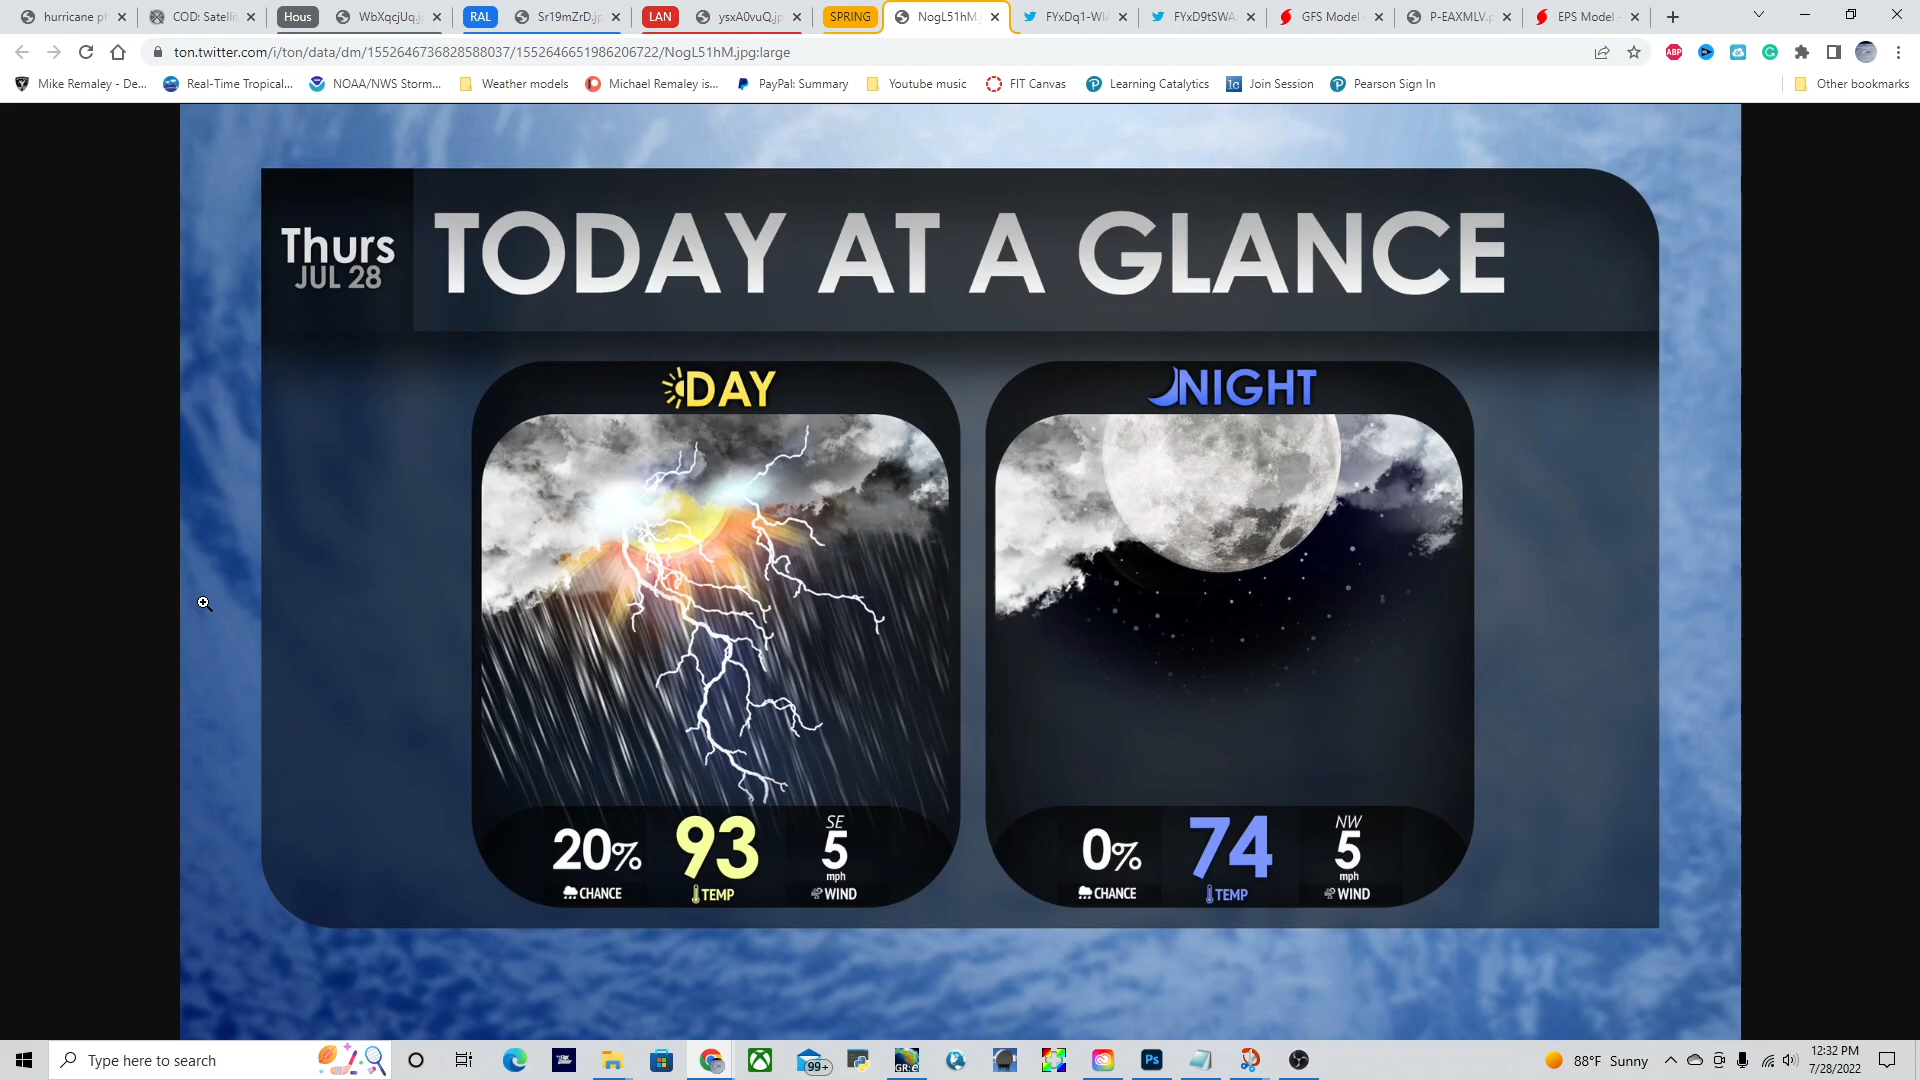 hurricane pl
COD: Satelli
Hous
WbXqcjUq.j
RAL
Sr19mZrD.jp
LAN
ysxA0vuQ.jp
SPRING
NogL51hM.
FYxDq1-WI
FYxD9tSWA
GFS Model -
P-EAXMLV.p
EPS Model -
ton.twitter.com/i/ton/data/dm/1552646736828588037/1552646651986206722/NogL51hM.jpg:large
ABP
Mike Remaley - De...
Real-Time Tropical...
NOAA/NWS Storm...
Weather models
Michael Remaley is...
PayPal: Summary
Youtube music
FIT Canvas
Learning Catalytics
lc
Join Session
Pearson Sign In
Other bookmarks
Thurs
JUL 28
TODAY AT A GLANCE
DAY
20%
CHANCE
93
TEMP
SE
5
mph
WIND
NIGHT
0%
CHANCE
74
TEMP
NW
5
mph
WIND
Type here to search
99+
GR
Ps
88°F Sunny
12:32 PM
7/28/2022